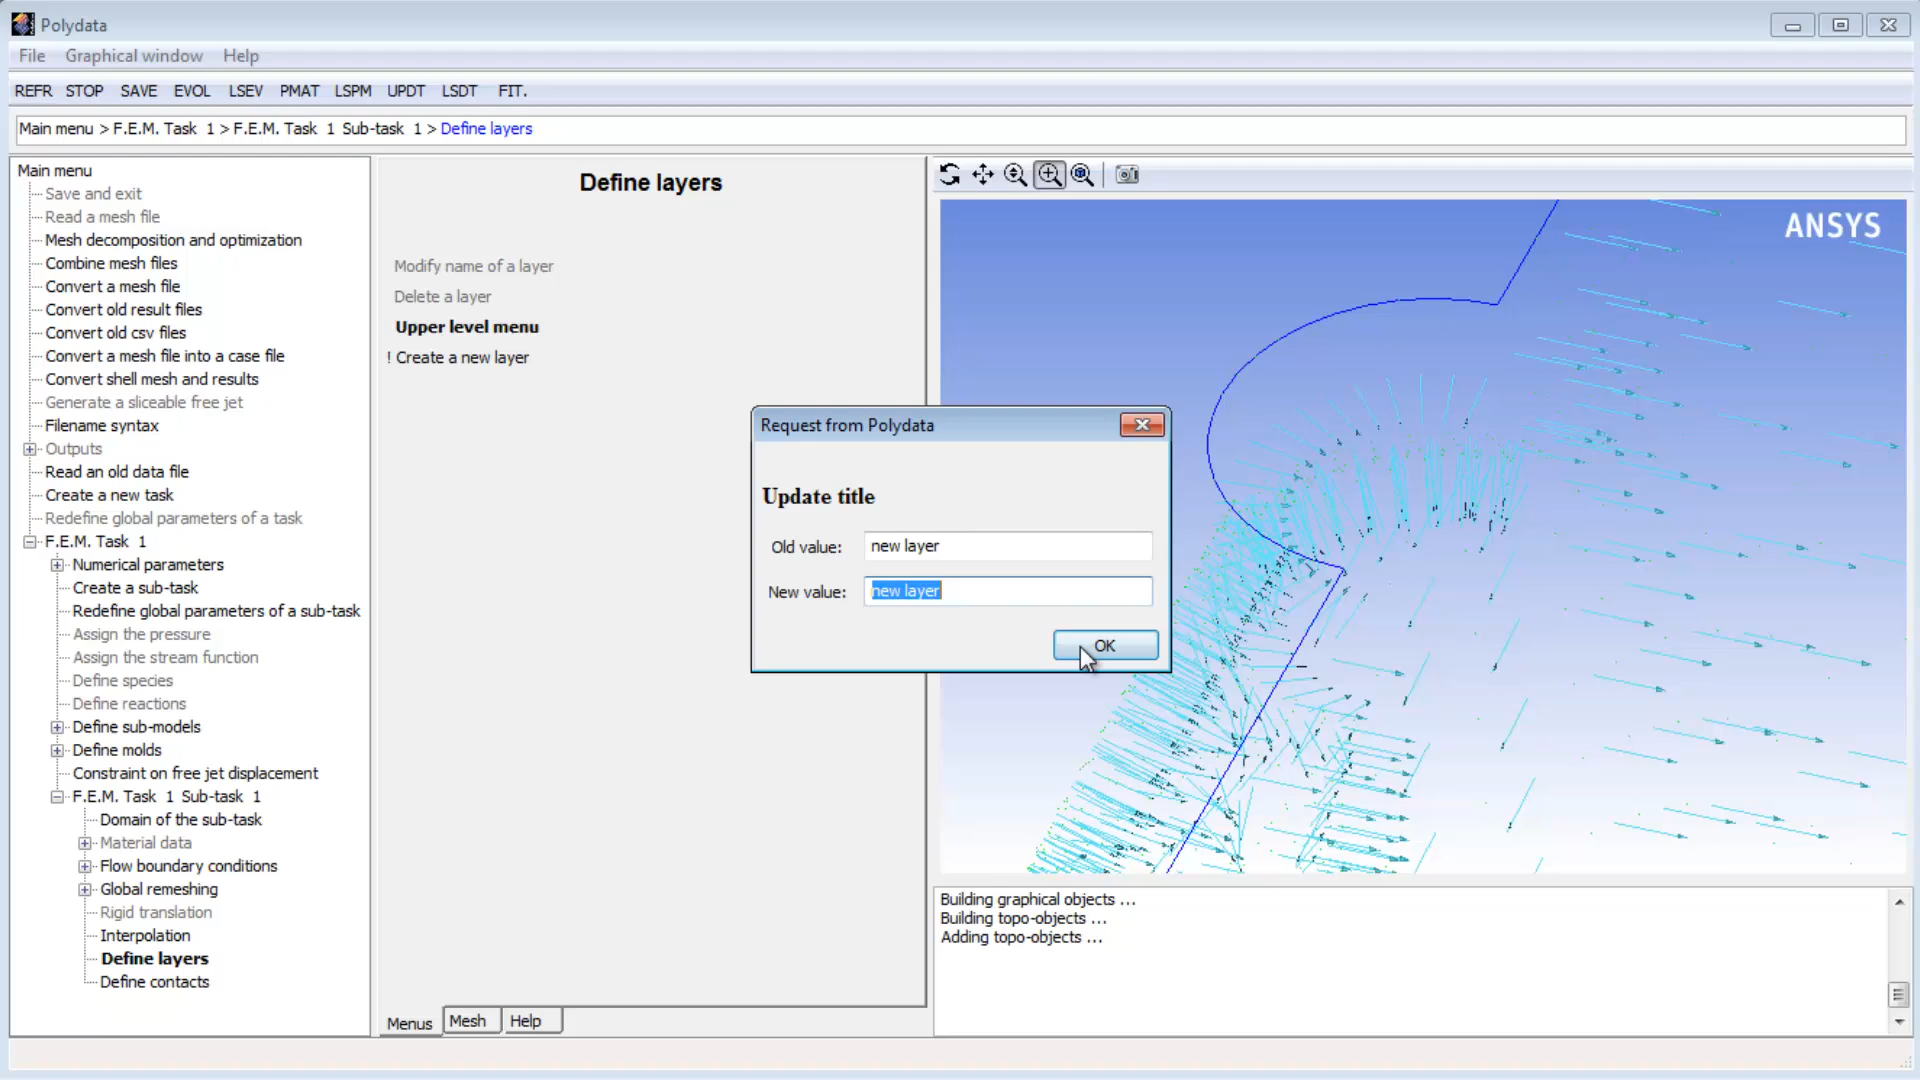 Polydata
File Graphical window Help
REFR STOP SAVE EVOL LSEV PMAT LSPM UPDT LSDT FIT.
Main menu > F.E.M. Task 1 > F.E.M. Task 1 Sub-task 1 > Define layers
Main menu
Save and exit
Read a mesh file
Mesh decomposition and optimization
Combine mesh files
Convert a mesh file
Convert old result files
Convert old csv files
Convert a mesh file into a case file
Convert shell mesh and results
Generate a sliceable free jet
Filename syntax
Outputs
Read an old data file
Create a new task
Redefine global parameters of a task
F.E.M. Task 1
Numerical parameters
Create a sub-task
Redefine global parameters of a sub-task
Assign the pressure
Assign the stream function
Define species
Define reactions
Define sub-models
Define molds
Constraint on free jet displacement
F.E.M. Task 1 Sub-task 1
Domain of the sub-task
Material data
Flow boundary conditions
Global remeshing
Rigid translation
Interpolation
Define layers
Define contacts
Define layers
Modify name of a layer
Delete a layer
Upper level menu
! Create a new layer
Menus Mesh Help
Request from Polydata
Update title
Old value: new layer
New value: new layer
OK
ANSYS
Building graphical objects ...
Building topo-objects ...
Adding topo-objects ...